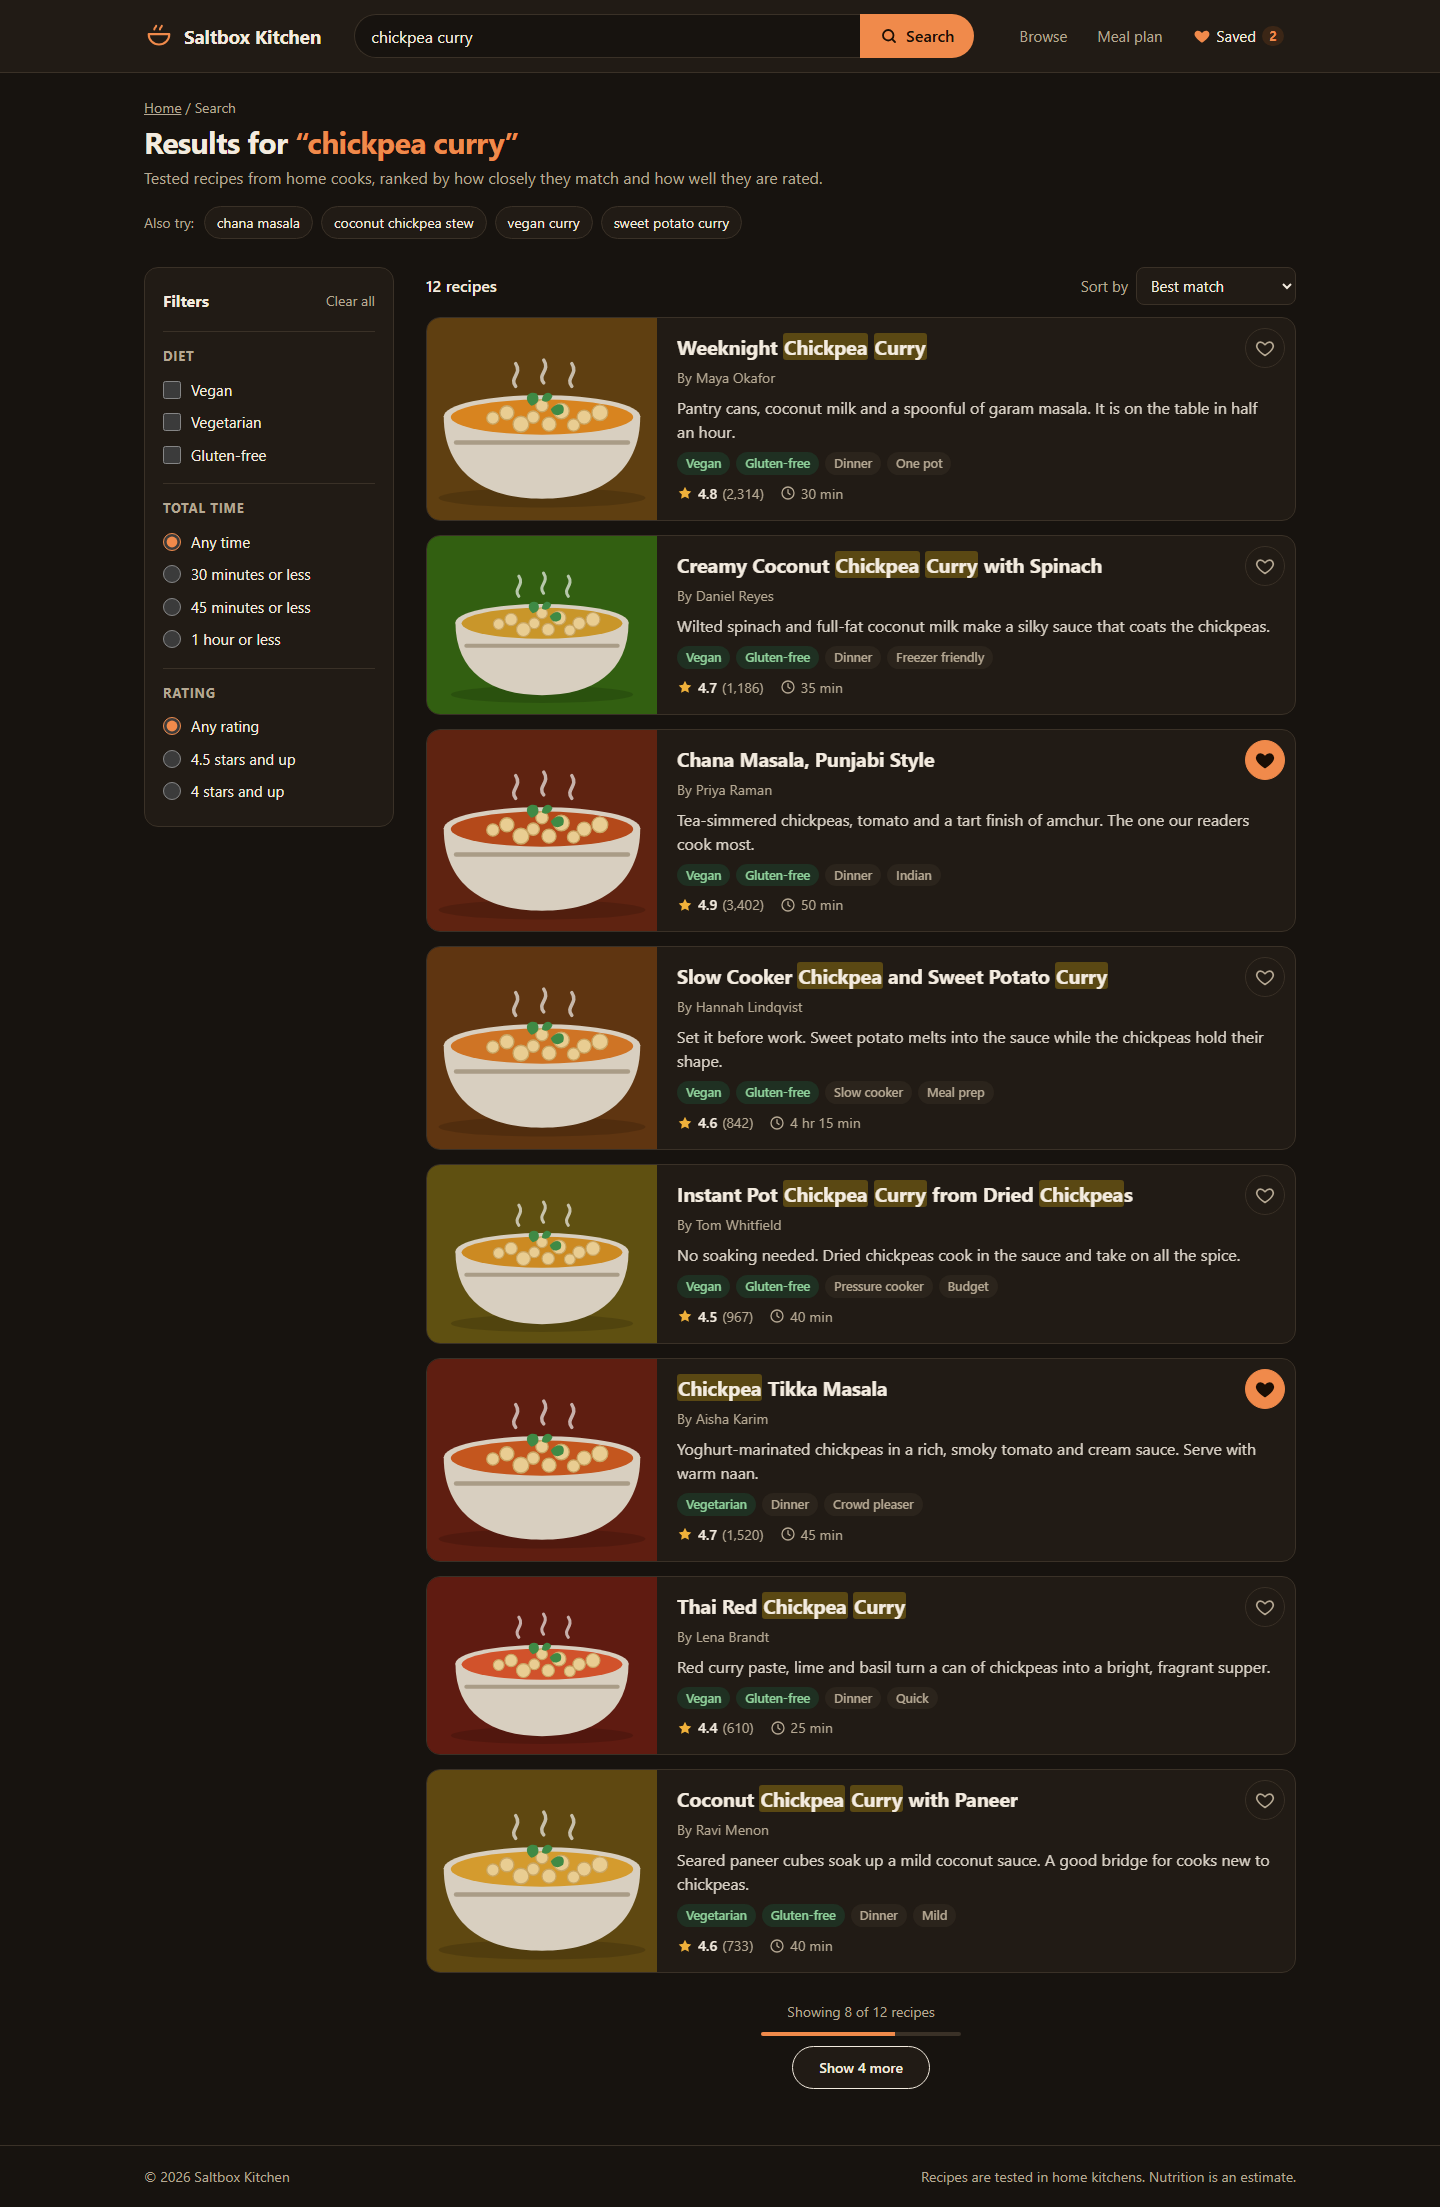 Saltbox Kitchen
chickpea curry
Search
Browse
Meal plan
Saved 2
Home / Search
Results for “chickpea curry”
Tested recipes from home cooks, ranked by how closely they match and how well they are rated.
Also try: chana masala coconut chickpea stew vegan curry sweet potato curry
Filters
Clear all
DIET
Vegan
Vegetarian
Gluten-free
TOTAL TIME
Any time
30 minutes or less
45 minutes or less
1 hour or less
RATING
Any rating
4.5 stars and up
4 stars and up
12 recipes
Sort by Best match
Weeknight Chickpea Curry
By Maya Okafor
Pantry cans, coconut milk and a spoonful of garam masala. It is on the table in half
an hour.
Vegan Gluten-free Dinner One pot
4.8 (2,314) 30 min
Creamy Coconut Chickpea Curry with Spinach
By Daniel Reyes
Wilted spinach and full-fat coconut milk make a silky sauce that coats the chickpeas.
Vegan Gluten-free Dinner Freezer friendly
4.7 (1,186) 35 min
Chana Masala, Punjabi Style
By Priya Raman
Tea-simmered chickpeas, tomato and a tart finish of amchur. The one our readers
cook most.
Vegan Gluten-free Dinner Indian
4.9 (3,402) 50 min
Slow Cooker Chickpea and Sweet Potato Curry
By Hannah Lindqvist
Set it before work. Sweet potato melts into the sauce while the chickpeas hold their
shape.
Vegan Gluten-free Slow cooker Meal prep
4.6 (842) 4 hr 15 min
Instant Pot Chickpea Curry from Dried Chickpeas
By Tom Whitfield
No soaking needed. Dried chickpeas cook in the sauce and take on all the spice.
Vegan Gluten-free Pressure cooker Budget
4.5 (967) 40 min
Chickpea Tikka Masala
By Aisha Karim
Yoghurt-marinated chickpeas in a rich, smoky tomato and cream sauce. Serve with
warm naan.
Vegetarian Dinner Crowd pleaser
4.7 (1,520) 45 min
Thai Red Chickpea Curry
By Lena Brandt
Red curry paste, lime and basil turn a can of chickpeas into a bright, fragrant supper.
Vegan Gluten-free Dinner Quick
4.4 (610) 25 min
Coconut Chickpea Curry with Paneer
By Ravi Menon
Seared paneer cubes soak up a mild coconut sauce. A good bridge for cooks new to
chickpeas.
Vegetarian Gluten-free Dinner Mild
4.6 (733) 40 min
Showing 8 of 12 recipes
Show 4 more
© 2026 Saltbox Kitchen
Recipes are tested in home kitchens. Nutrition is an estimate.